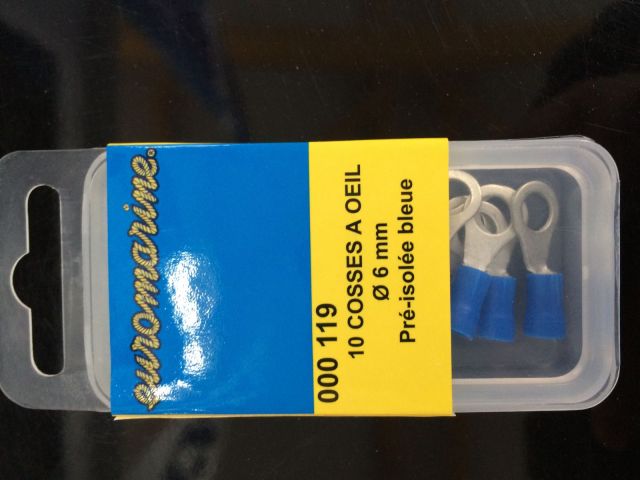 euromarine®
000 119
10 COSSES A OEIL
Ø 6 mm
Pré-isolée bleue